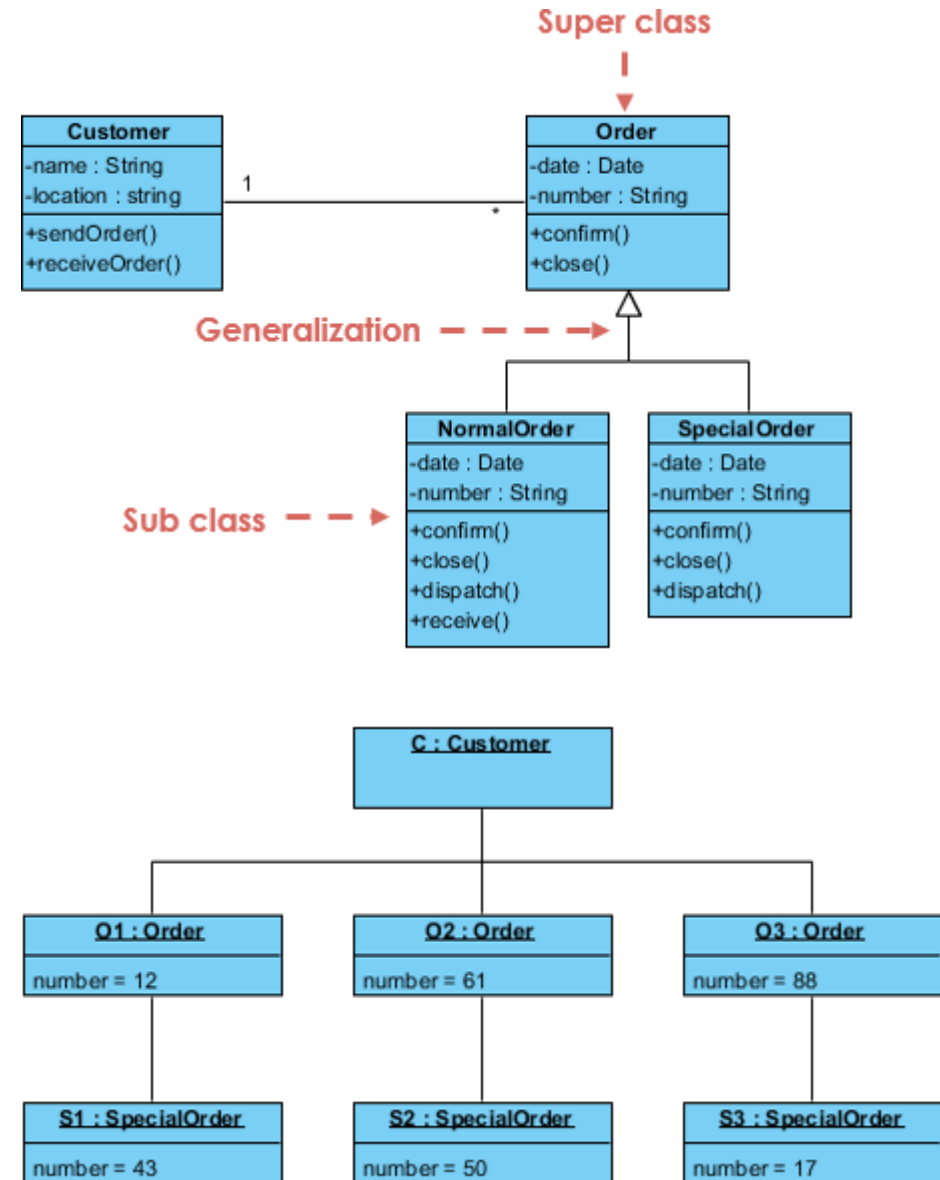 Super class
Customer
-name : String
-location : string
+sendOrder()
+receiveOrder()
1
*
Order
-date : Date
-number : String
+confirm()
+close()
Generalization
NormalOrder
-date : Date
-number : String
+confirm()
+close()
+dispatch()
+receive()
SpecialOrder
-date : Date
-number : String
+confirm()
+close()
+dispatch()
Sub class
C : Customer
O1 : Order
number = 12
O2 : Order
number = 61
O3 : Order
number = 88
S1 : SpecialOrder
number = 43
S2 : SpecialOrder
number = 50
S3 : SpecialOrder
number = 17